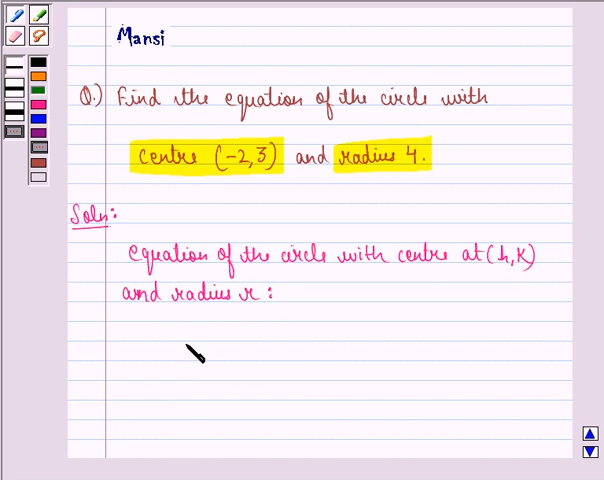 Mansi
Q.) Find the equation of the circle with
centre (-2,3) and radius 4.
Soln:
equation of the circle with centre at (h,k)
and radius r: